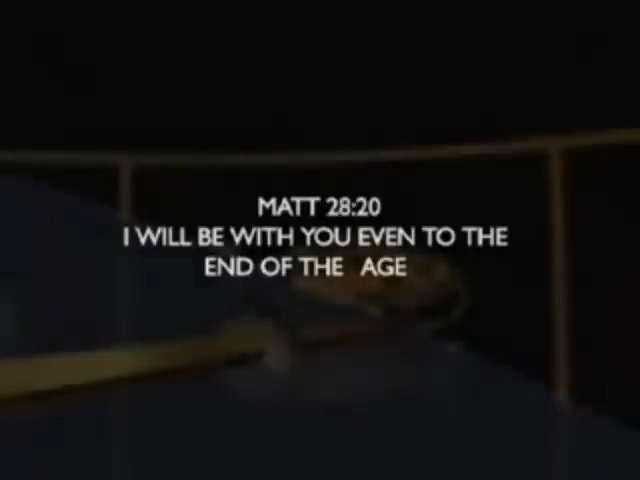 MATT 28:20
I WILL BE WITH YOU EVEN TO THE
END OF THE AGE